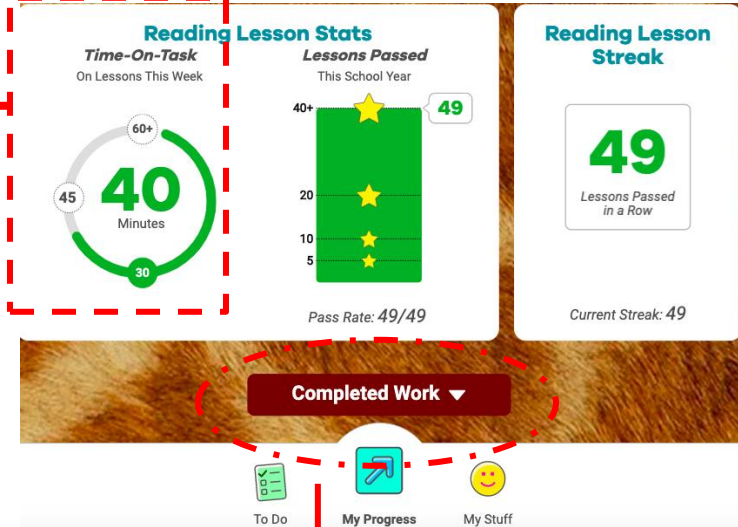 Reading Lesson Stats
Time-On-Task
On Lessons This Week
60+
45
40
Minutes
30
Lessons Passed
This School Year
40+
49
20
10
5
Pass Rate: 49/49
Reading Lesson
Streak
49
Lessons Passed
in a Row
Current Streak: 49
Completed Work
To Do
My Progress
My Stuff